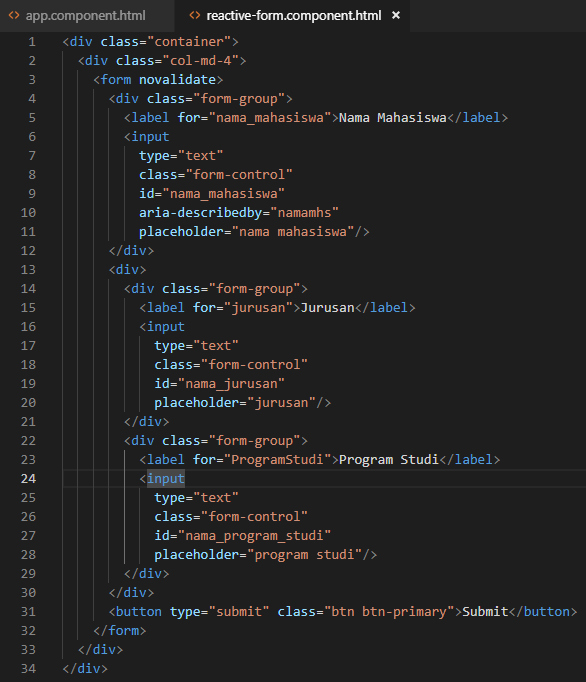 <> app.component.html <> reactive-form.component.html ×
1 <div class="container">
2 <div class="col-md-4">
3 <form novalidate>
4 <div class="form-group">
5 <label for="nama_mahasiswa">Nama Mahasiswa</label>
6 <input
7 type="text"
8 class="form-control"
9 id="nama_mahasiswa"
10 aria-describedby="namamhs"
11 placeholder="nama mahasiswa"/>
12 </div>
13 <div>
14 <div class="form-group">
15 <label for="jurusan">Jurusan</label>
16 <input
17 type="text"
18 class="form-control"
19 id="nama_jurusan"
20 placeholder="jurusan"/>
21 </div>
22 <div class="form-group">
23 <label for="ProgramStudi">Program Studi</label>
24 <input
25 type="text"
26 class="form-control"
27 id="nama_program_studi"
28 placeholder="program studi"/>
29 </div>
30 </div>
31 <button type="submit" class="btn btn-primary">Submit</button>
32 </form>
33 </div>
34 </div>